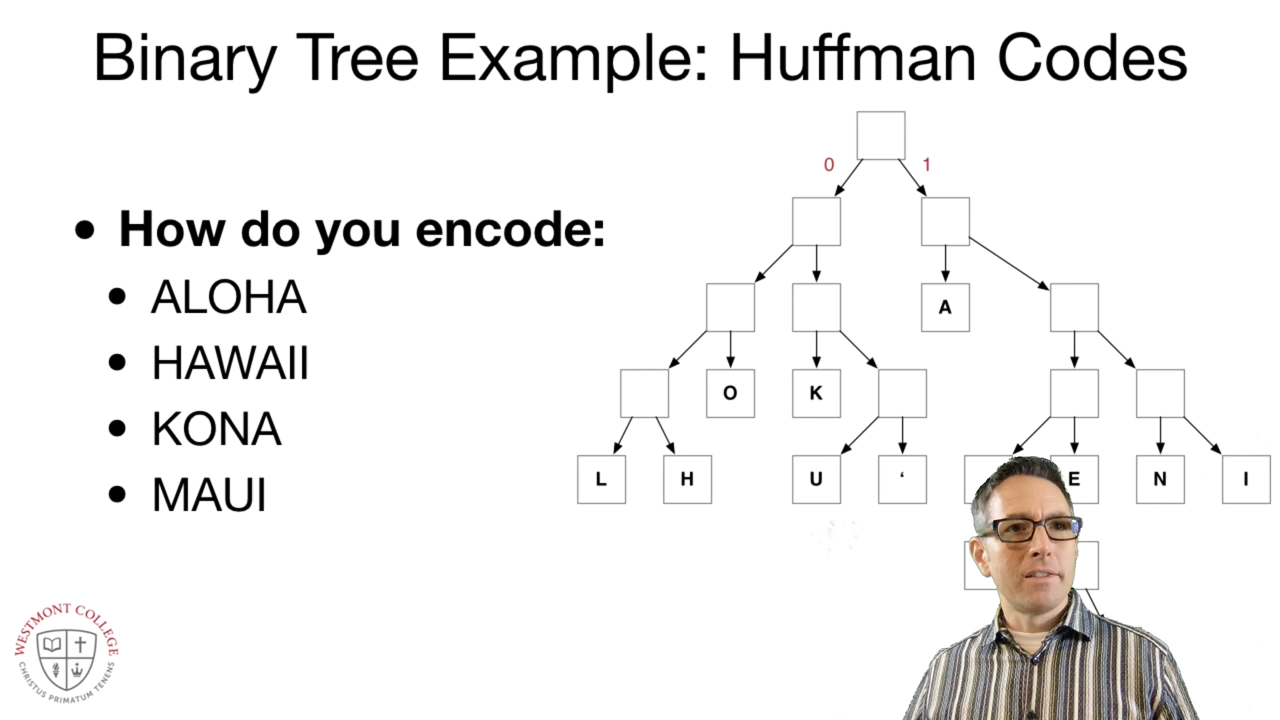 Binary Tree Example: Huffman Codes
0 1
• How do you encode:
• ALOHA
• HAWAII
• KONA
• MAUI
A
O K
L H U ‘ E N I
WESTMONT COLLEGE
CHRISTUS PRIMATUM TENENS